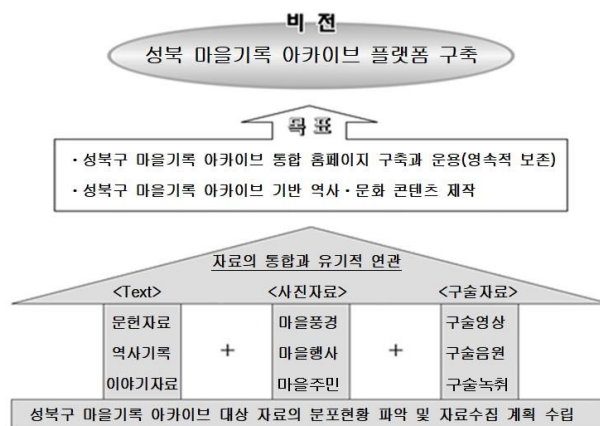 비 전
성북 마을기록 아카이브 플랫폼 구축
목 표
· 성북구 마을기록 아카이브 통합 홈페이지 구축과 운용(영속적 보존)
· 성북구 마을기록 아카이브 기반 역사 · 문화 콘텐츠 제작
자료의 통합과 유기적 연관
<Text> <사진자료> <구술자료>
문헌자료 마을풍경 구술영상
역사기록 + 마을행사 + 구술음원
이야기자료 마을주민 구술녹취
성북구 마을기록 아카이브 대상 자료의 분포현황 파악 및 자료수집 계획 수립